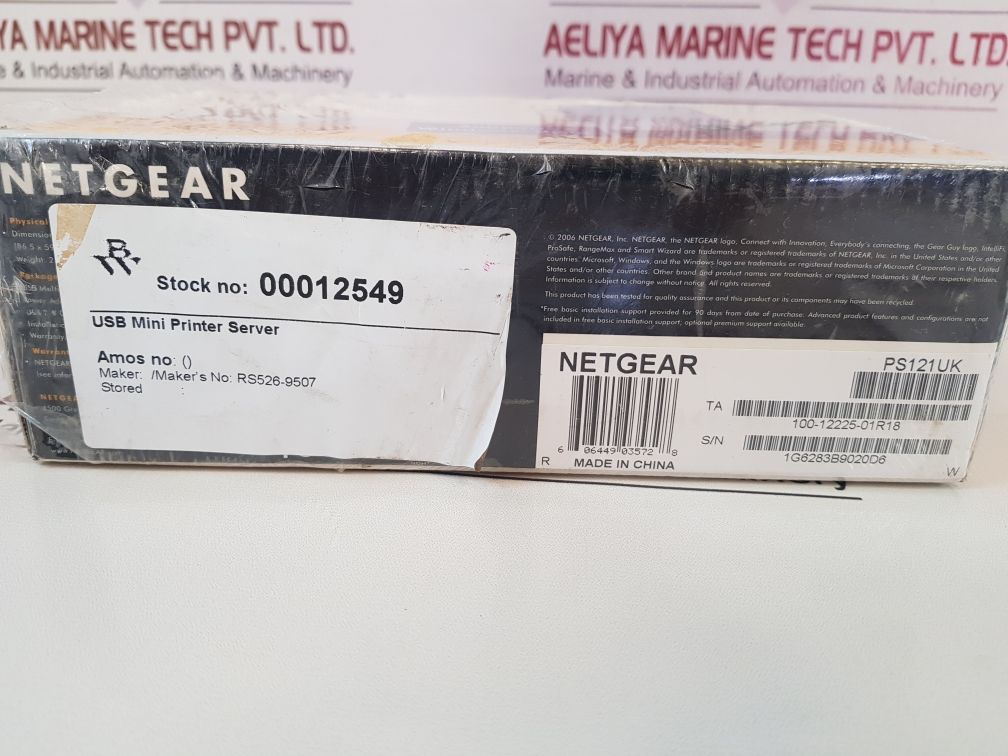 YA MARINE TECH PVT. LTD.
e & Industrial Automation & Machinery
AELIYA MARINE TECH PVT. LTD.
Marine & Industrial Automation & Machinery
NETGEAR
Physical
Dimension
Weight:
Package
Warranty
Stock no: 00012549
USB Mini Printer Server
Amos no: ()
Maker: /Maker's No: RS526-9507
Stored :
© 2006 NETGEAR, Inc. NETGEAR, the NETGEAR logo, Connect with Innovation, Everybody's connecting, the Gear Guy logo, IntelliFi,
ProSafe, RangeMax and Smart Wizard are trademarks or registered trademarks of NETGEAR, Inc. in the United States and/or other
countries. Microsoft, Windows, and the Windows logo are trademarks or registered trademarks of Microsoft Corporation in the United
States and/or other countries. Other brand and product names are trademarks or registered trademarks of their respective holders.
Information is subject to change without notice. All rights reserved.
This product has been tested for quality assurance and this product or its components may have been recycled.
*Free basic installation support provided for 90 days from date of purchase. Advanced product features and configurations are not
included in free basic installation support; optional premium support available.
NETGEAR
PS121UK
TA
100-12225-01R18
S/N
1G6283B9020D6
6 06449 03572 8
R MADE IN CHINA
W